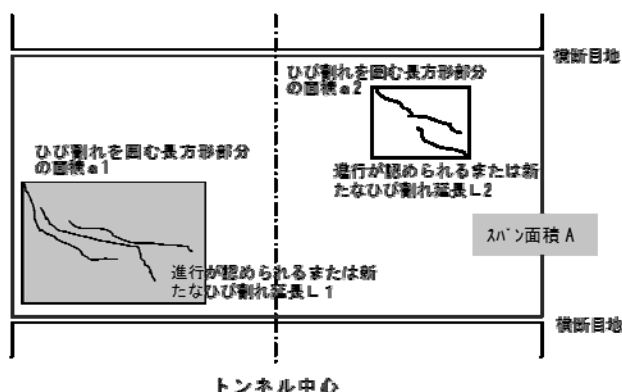 横断目地
ひび割れを囲む長方形部分
の面積a2
ひび割れを囲む長方形部分
の面積a1
進行が認められるまたは新
たなひび割れ延長L2
スパン面積 A
進行が認められるまたは新
たなひび割れ延長L1
横断目地
トンネル中心